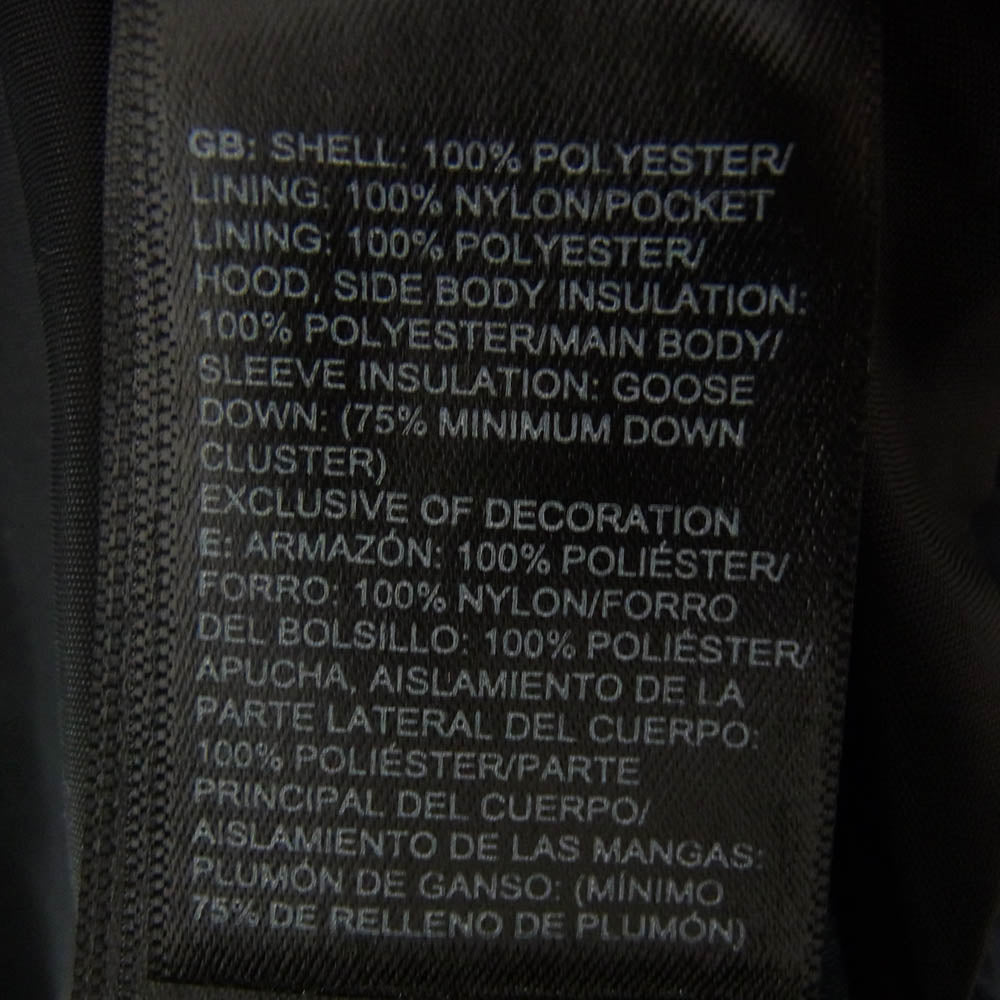 GB: SHELL: 100% POLYESTER/
LINING: 100% NYLON/POCKET
LINING: 100% POLYESTER/
HOOD, SIDE BODY INSULATION:
100% POLYESTER/MAIN BODY/
SLEEVE INSULATION: GOOSE
DOWN: (75% MINIMUM DOWN
CLUSTER)
EXCLUSIVE OF DECORATION
E: ARMAZÓN: 100% POLIÉSTER/
FORRO: 100% NYLON/FORRO
DEL BOLSILLO: 100% POLIÉSTER/
APUCHA, AISLAMIENTO DE LA
PARTE LATERAL DEL CUERPO:
100% POLIÉSTER/PARTE
PRINCIPAL DEL CUERPO/
AISLAMIENTO DE LAS MANGAS:
PLUMÓN DE GANSO: (MÍNIMO
75% DE RELLENO DE PLUMÓN)